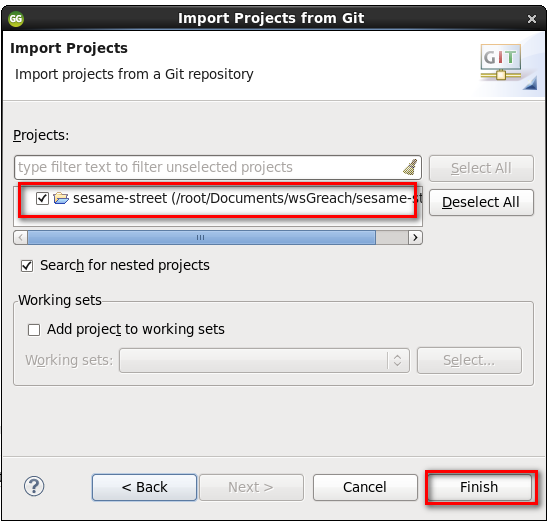 GG
Import Projects from Git
Import Projects
Import projects from a Git repository
GIT
Projects:
type filter text to filter unselected projects
Select All
sesame-street (/root/Documents/wsGreach/sesame-st
Deselect All
Search for nested projects
Working sets
Add project to working sets
Working sets:
Select...
?
< Back
Next >
Cancel
Finish